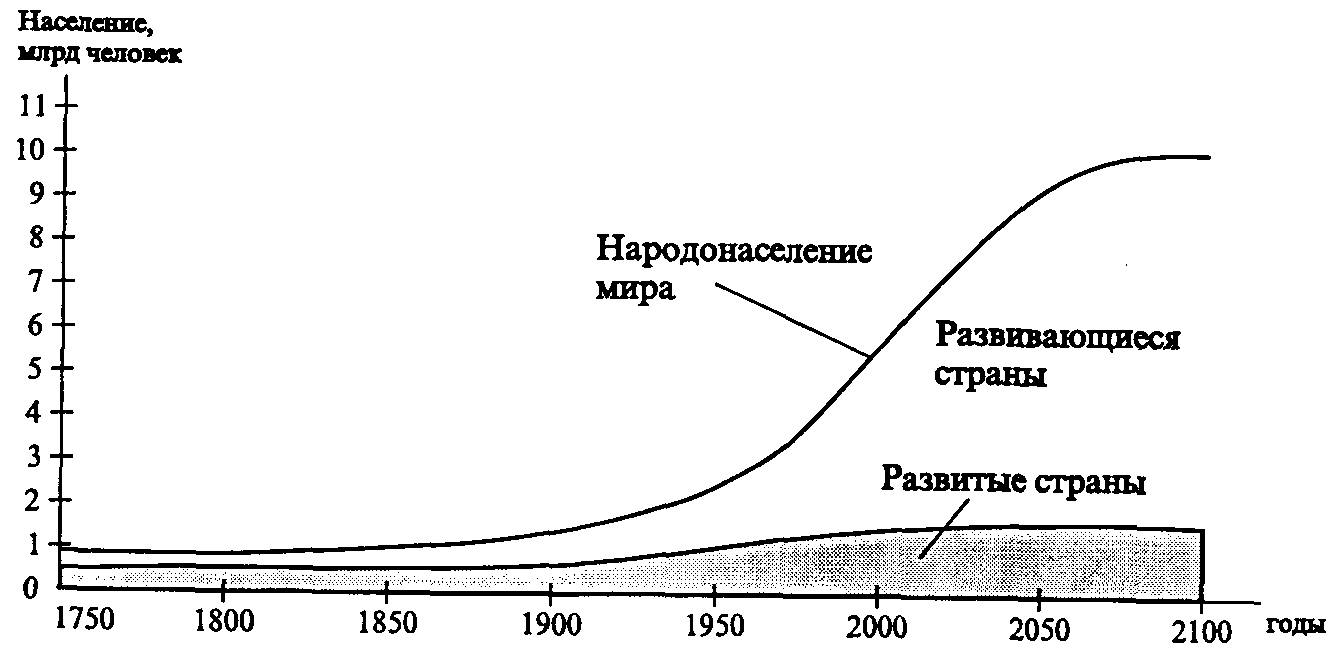 Население,
млрд человек
11
10
9
8
7
6
5
4
3
2
1
0
Народонаселение
мира
Развивающиеся
страны
Развитые страны
1750 1800 1850 1900 1950 2000 2050 2100 годы